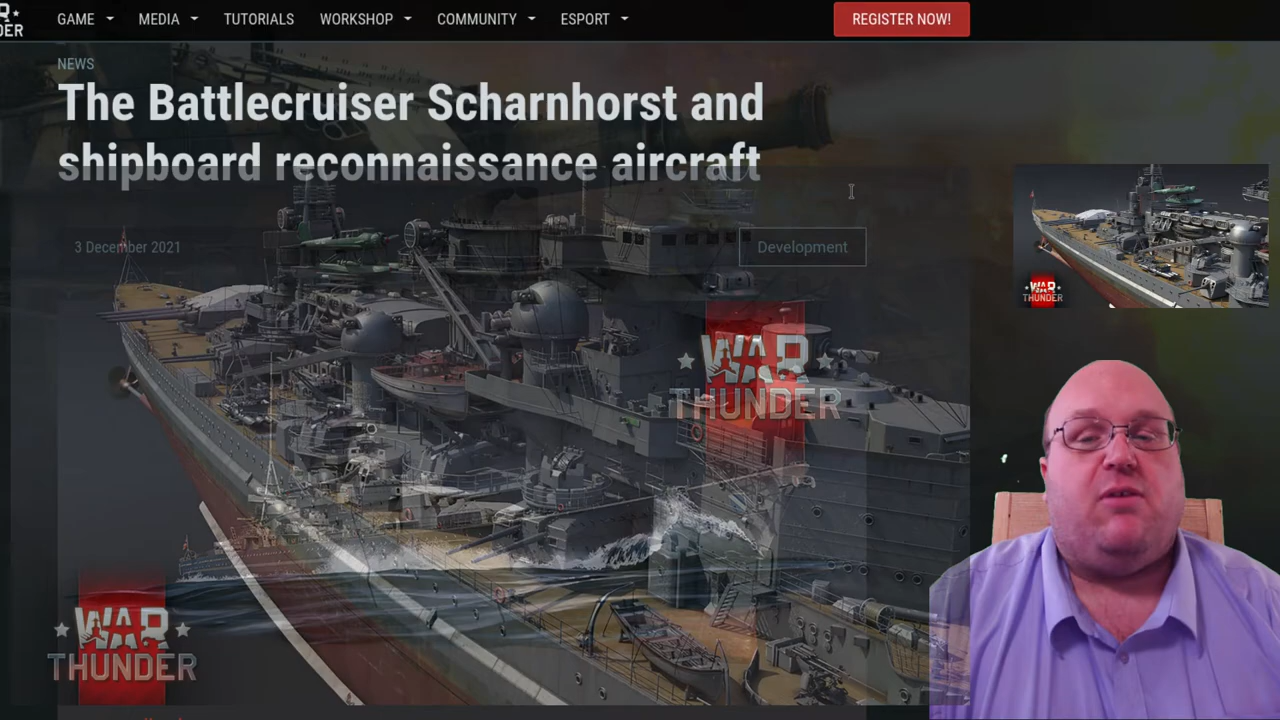 DER
GAME
MEDIA
TUTORIALS
WORKSHOP
COMMUNITY
ESPORT
REGISTER NOW!
NEWS
The Battlecruiser Scharnhorst and
shipboard reconnaissance aircraft
3 December 2021
Development
WAR
THUNDER
WAR
THUNDER
WAR
THUNDER